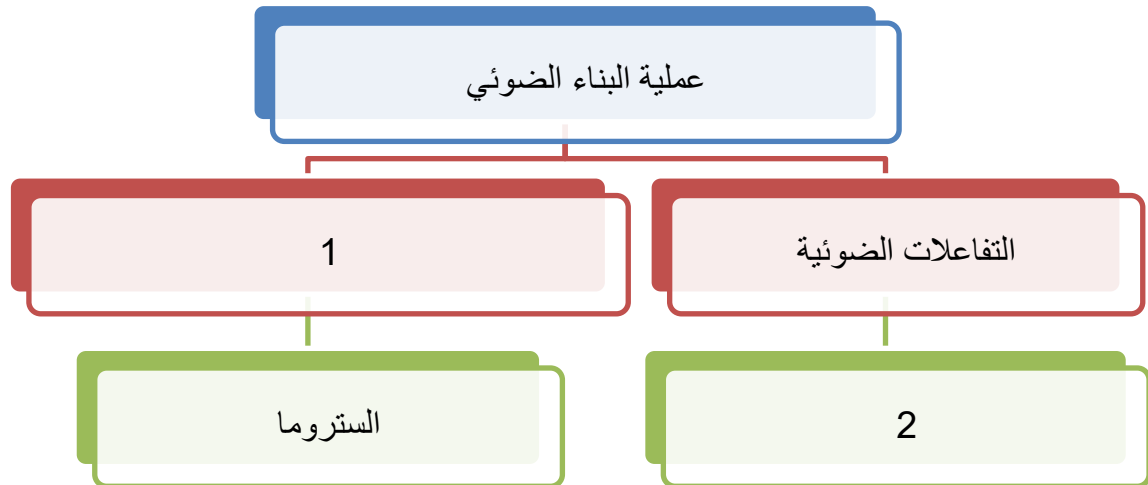 عملية البناء الضوئي
التفاعلات الضوئية
1
2
الستروما